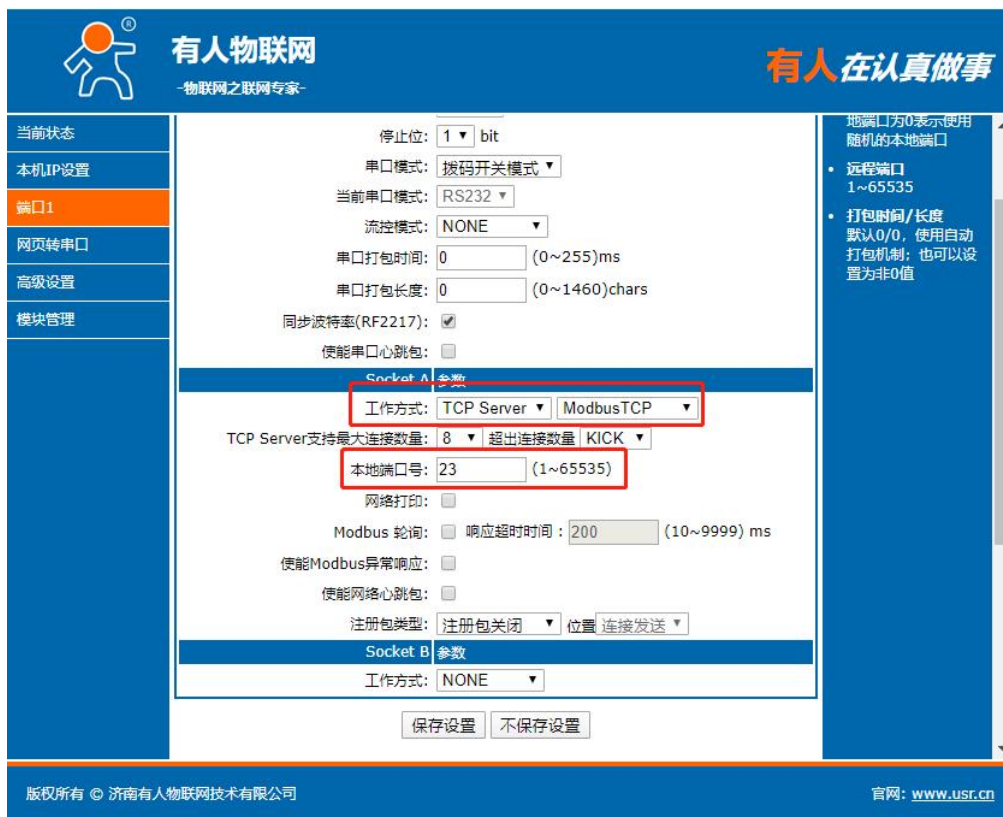 ®
有人物联网
-物联网之联网专家-
有人在认真做事
当前状态
本机IP设置
端口1
网页转串口
高级设置
模块管理
停止位: 1 bit
串口模式: 拨码开关模式
当前串口模式: RS232
流控模式: NONE
串口打包时间: 0 (0~255)ms
串口打包长度: 0 (0~1460)chars
同步波特率(RF2217):
使能串口心跳包:
Socket A 参数
工作方式: TCP Server ModbusTCP
TCP Server支持最大连接数量: 8 超出连接数量 KICK
本地端口号: 23 (1~65535)
网络打印:
Modbus 轮询: 响应超时时间 : 200 (10~9999) ms
使能Modbus异常响应:
使能网络心跳包:
注册包类型: 注册包关闭 位置 连接发送
Socket B 参数
工作方式: NONE
保存设置 不保存设置
地端口为0表示使用
随机的本地端口
• 远程端口
1~65535
• 打包时间/长度
默认0/0，使用自动
打包机制；也可以设
置为非0值
版权所有 © 济南有人物联网技术有限公司
官网: www.usr.cn